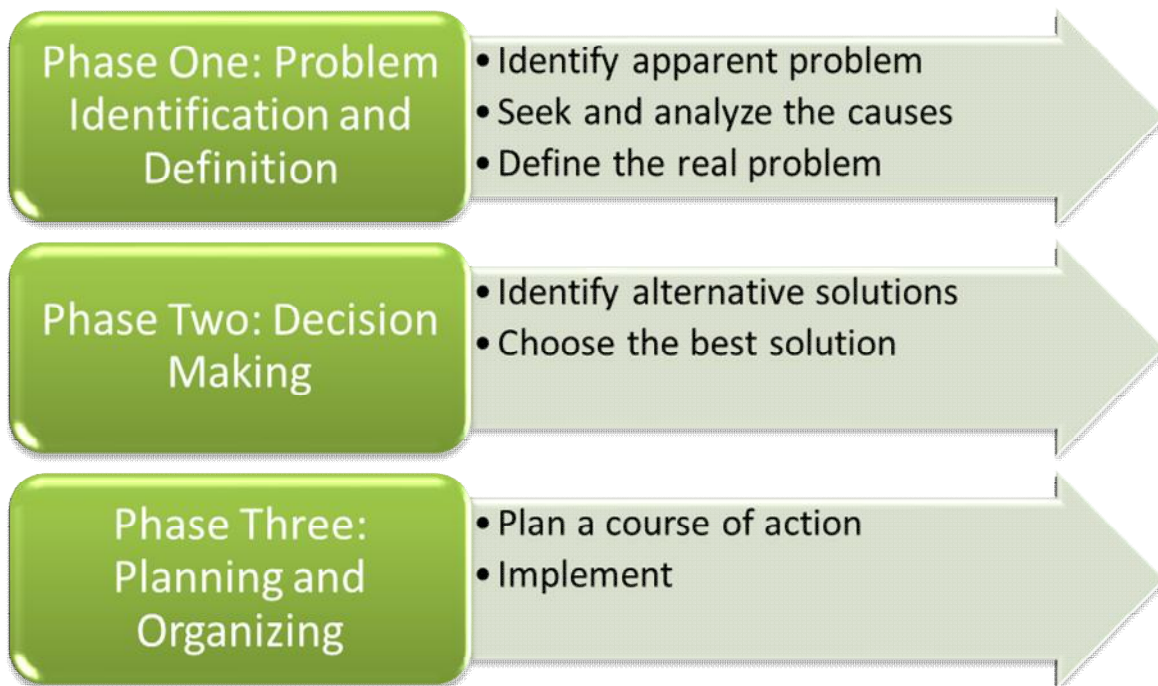 Phase One: Problem
Identification and
Definition
• Identify apparent problem
• Seek and analyze the causes
• Define the real problem
Phase Two: Decision
Making
• Identify alternative solutions
• Choose the best solution
Phase Three:
Planning and
Organizing
• Plan a course of action
• Implement